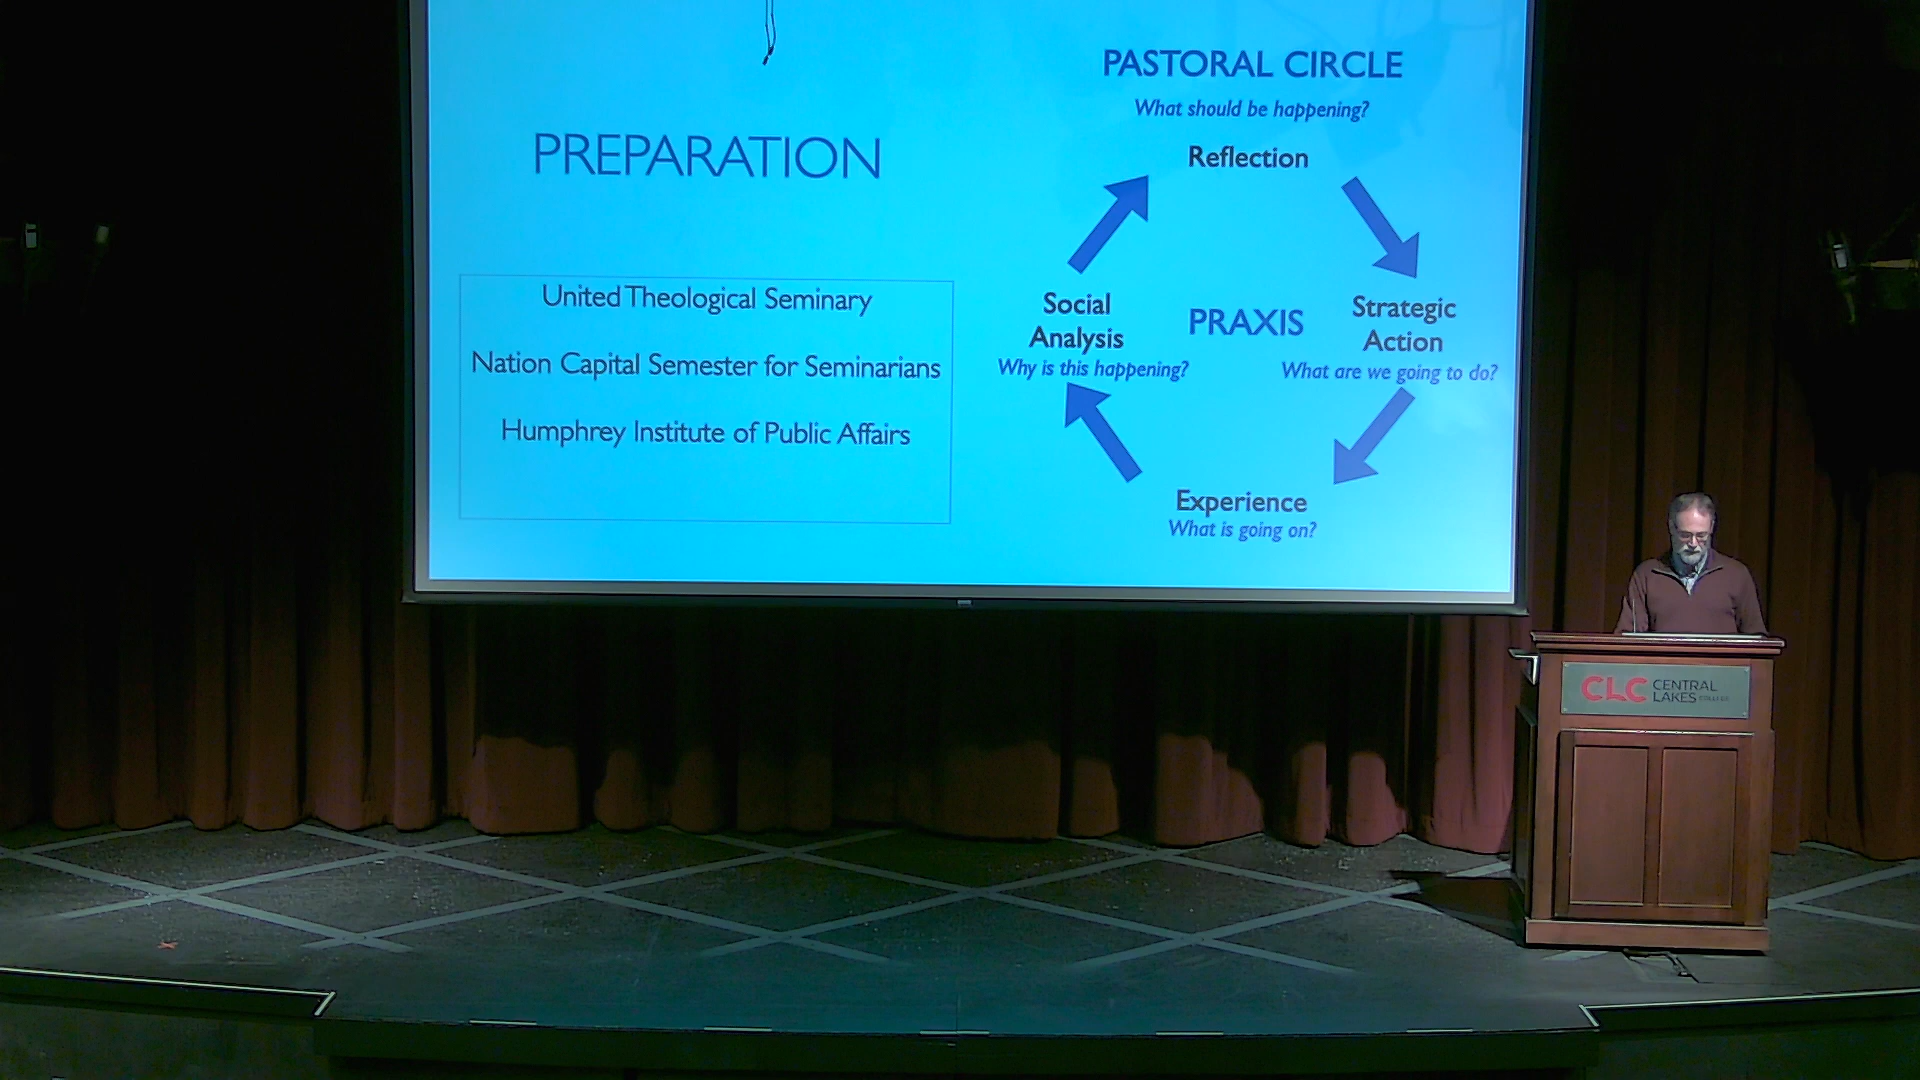 PREPARATION
United Theological Seminary
Nation Capital Semester for Seminarians
Humphrey Institute of Public Affairs
PASTORAL CIRCLE
What should be happening?
Reflection
Social
Analysis
Why is this happening?
PRAXIS
Strategic
Action
What are we going to do?
Experience
What is going on?
CLC CENTRAL
LAKES COLLEGE